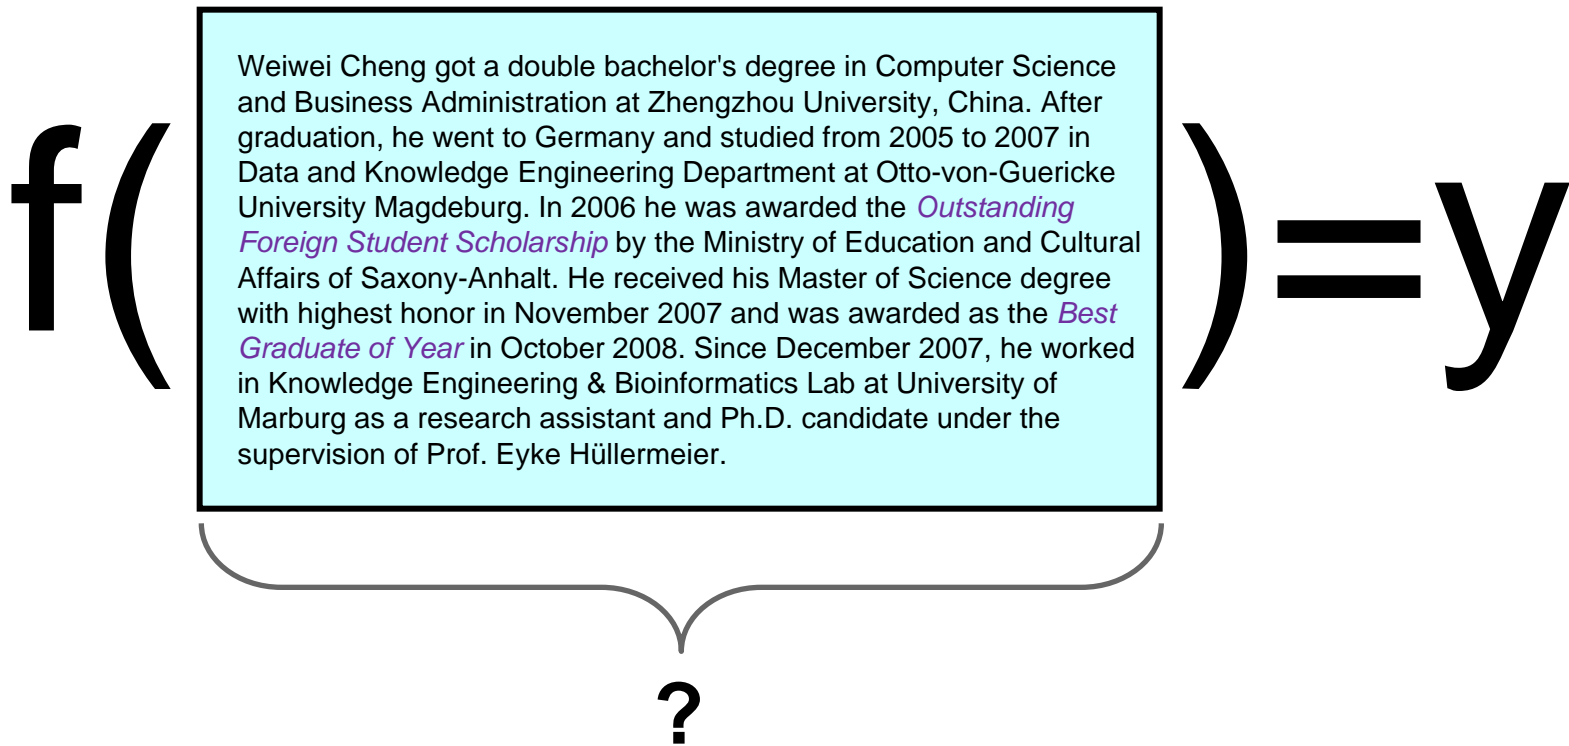 Weiwei Cheng got a double bachelor's degree in Computer Science
and Business Administration at Zhengzhou University, China. After
graduation, he went to Germany and studied from 2005 to 2007 in
Data and Knowledge Engineering Department at Otto-von-Guericke
University Magdeburg. In 2006 he was awarded the Outstanding
Foreign Student Scholarship by the Ministry of Education and Cultural
Affairs of Saxony-Anhalt. He received his Master of Science degree
with highest honor in November 2007 and was awarded as the Best
Graduate of Year in October 2008. Since December 2007, he worked
in Knowledge Engineering & Bioinformatics Lab at University of
Marburg as a research assistant and Ph.D. candidate under the
supervision of Prof. Eyke Hüllermeier.
f( )=y
?